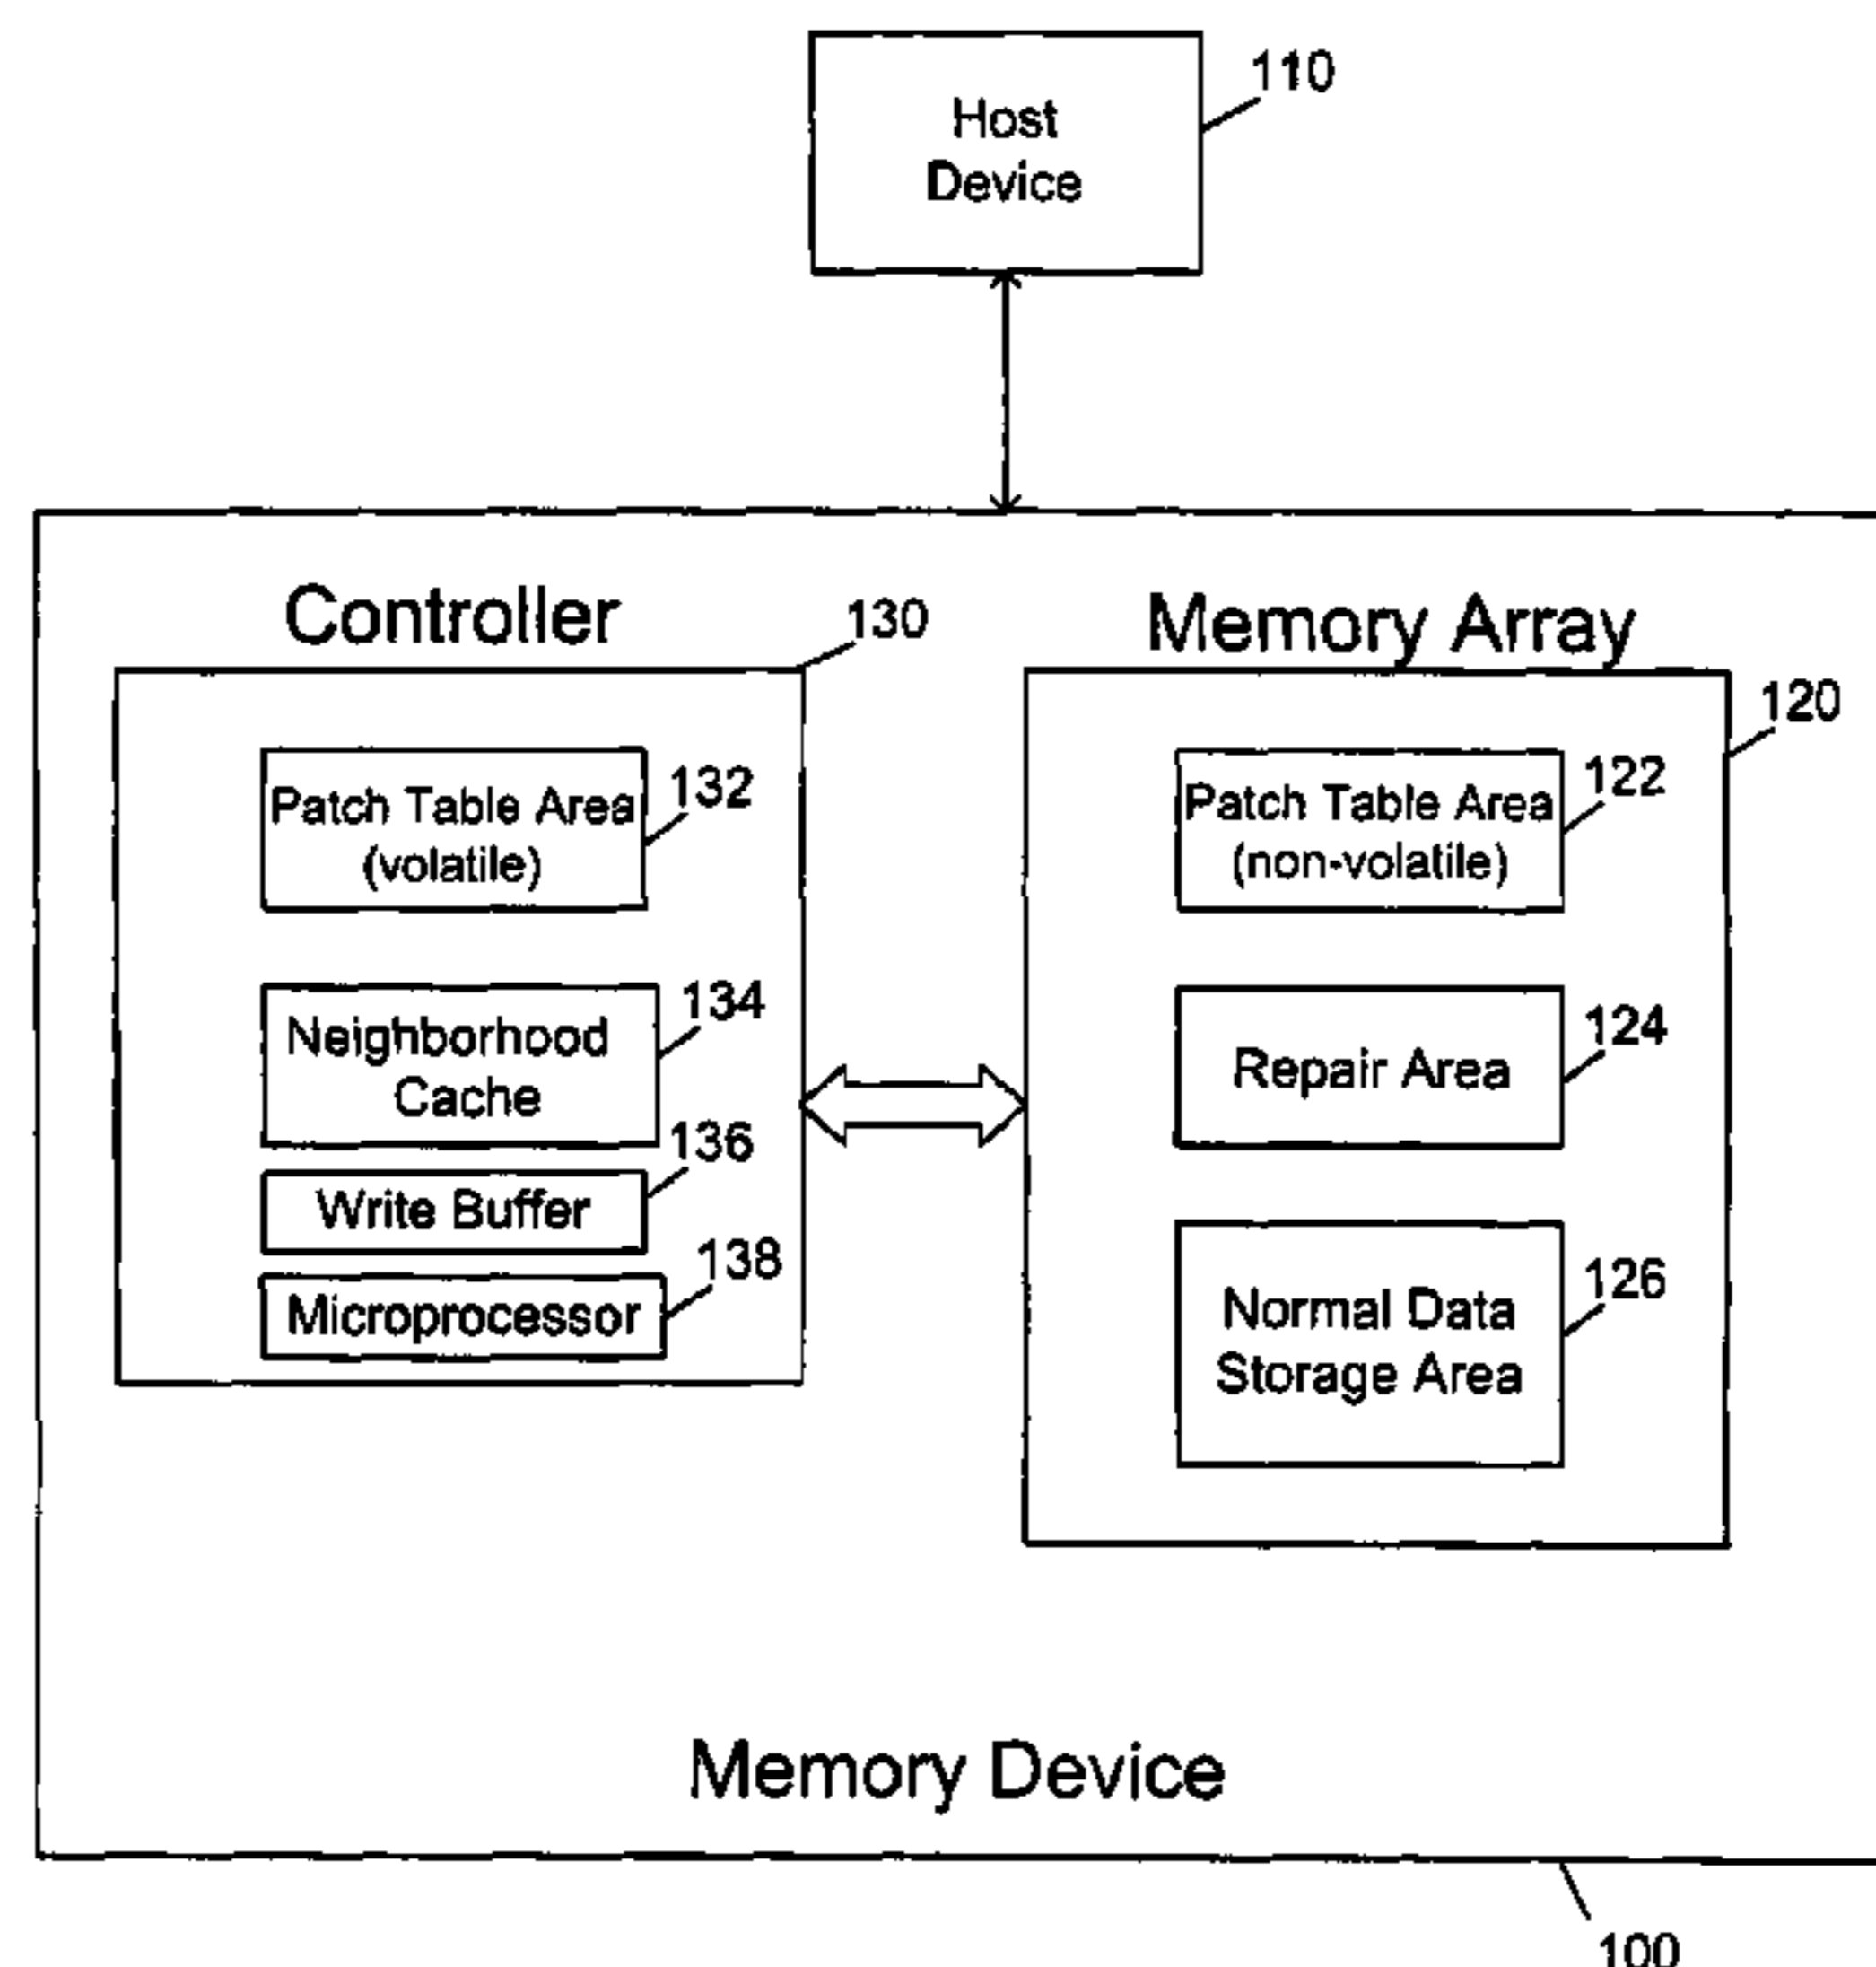 110
Host
Device
Controller
130
Memory Array
120
Patch Table Area
(volatile)
132
Patch Table Area
(non-volatile)
122
Neighborhood
Cache
134
Repair Area
124
Write Buffer
136
Microprocessor
138
Normal Data
Storage Area
126
Memory Device
100